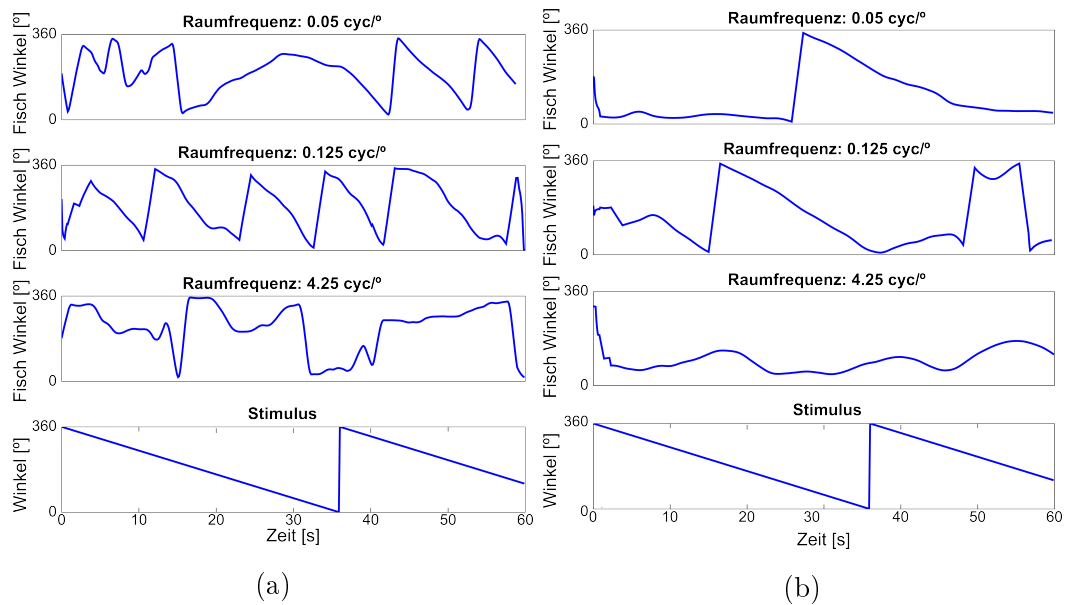 Raumfrequenz: 0.05 cyc/º
Fisch Winkel [º]
360
0
Raumfrequenz: 0.125 cyc/º
Fisch Winkel [º]
360
0
Raumfrequenz: 4.25 cyc/º
Fisch Winkel [º]
360
0
Stimulus
Winkel [º]
360
0
0 10 20 30 40 50 60
Zeit [s]
(a)
Raumfrequenz: 0.05 cyc/º
Fisch Winkel [º]
360
0
Raumfrequenz: 0.125 cyc/º
Fisch Winkel [º]
360
0
Raumfrequenz: 4.25 cyc/º
Fisch Winkel [º]
360
0
Stimulus
Winkel [º]
360
0
0 10 20 30 40 50 60
Zeit [s]
(b)